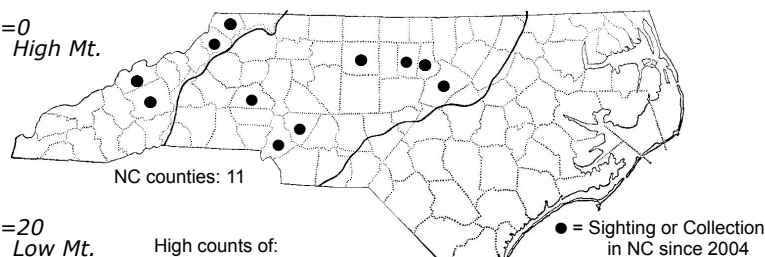 =0
High Mt.
NC counties: 11
=20
Low Mt.
High counts of:
● = Sighting or Collection
in NC since 2004